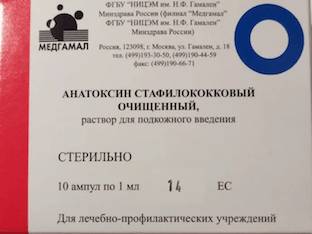 ФГБУ "НИЦЭМ им. Н.Ф. Гамалеи"
Минздрава России (филиал "Медгамал"
ФГБУ "НИЦЭМ им. Н.Ф. Гамалеи"
Минздрава России)
МЕДГАМАЛ
Россия, 123098, г. Москва, ул. Гамалеи, д. 18
тел. (499)193-30-50, (499)190-44-59
факс: (499)190-66-71
АНАТОКСИН СТАФИЛОКОККОВЫЙ
ОЧИЩЕННЫЙ,
раствор для подкожного введения
СТЕРИЛЬНО
10 ампул по 1 мл 14 ЕС
Для лечебно-профилактических учреждений